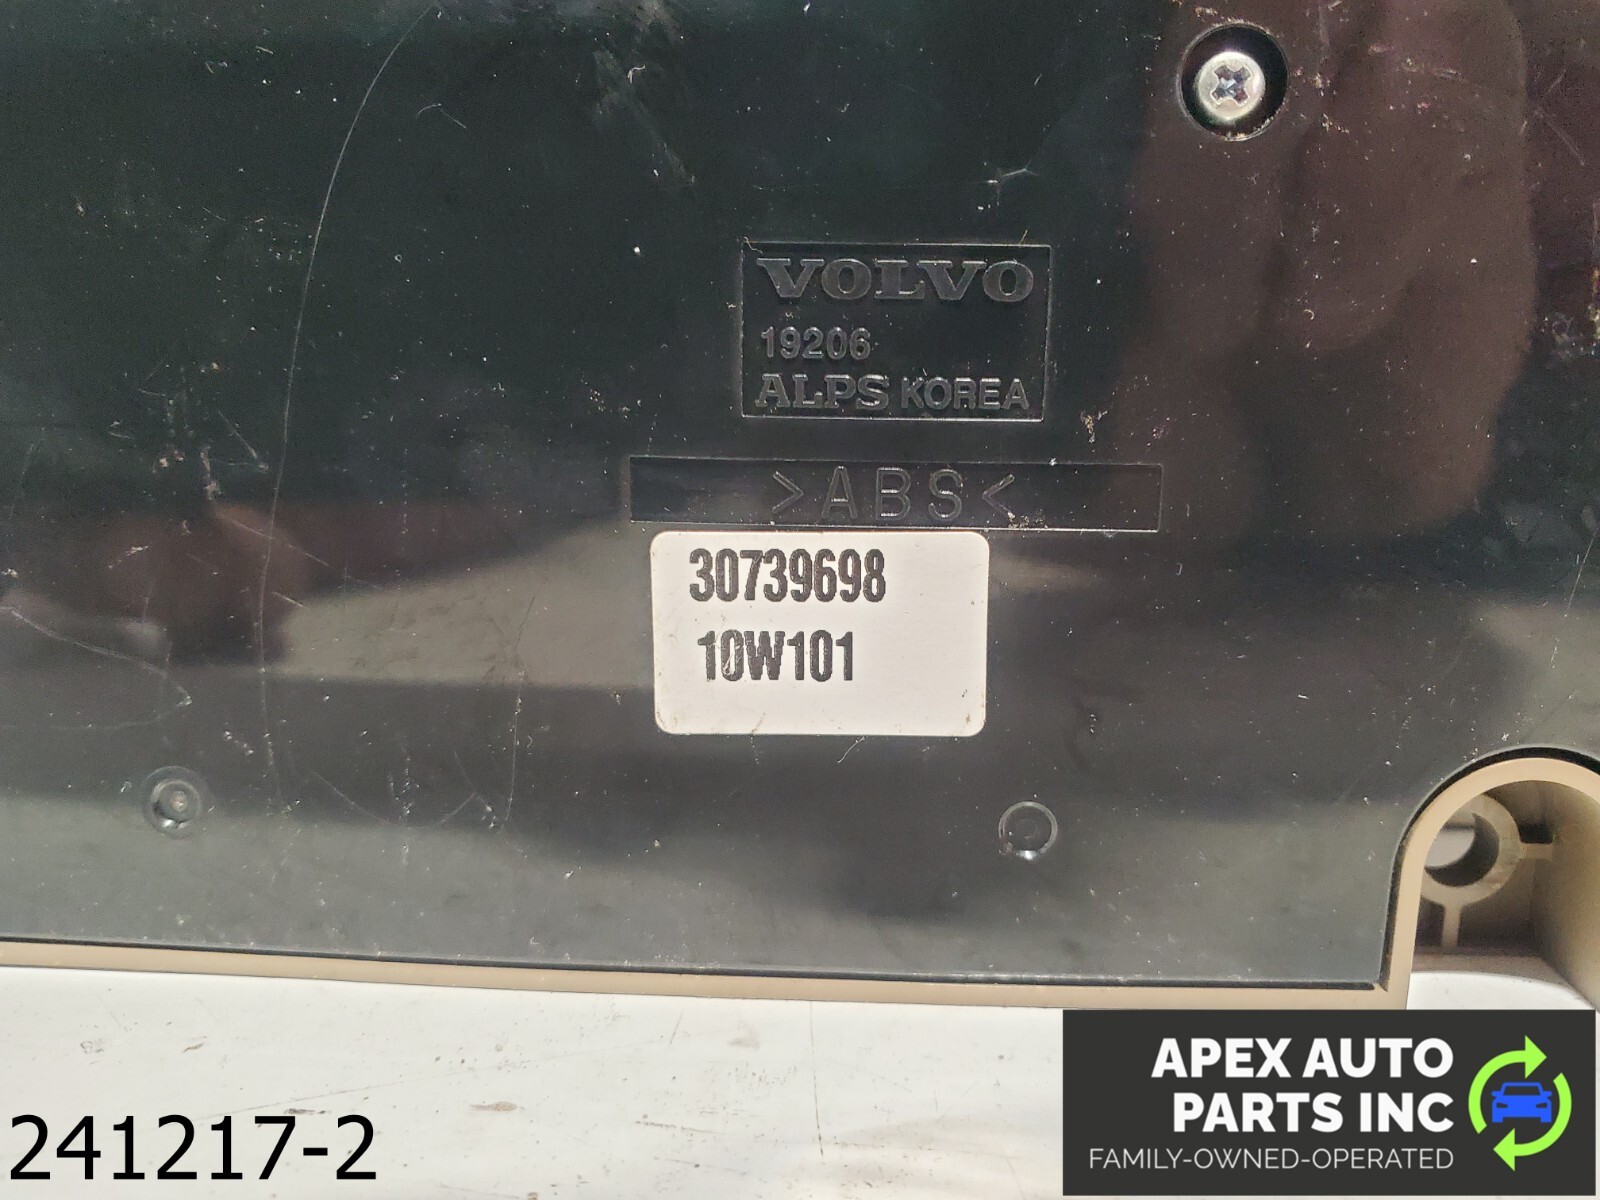 VOLVO
19206
ALPS KOREA
>ABS<
30739698
10W101
241217-2
APEX AUTO
PARTS INC
FAMILY-OWNED-OPERATED